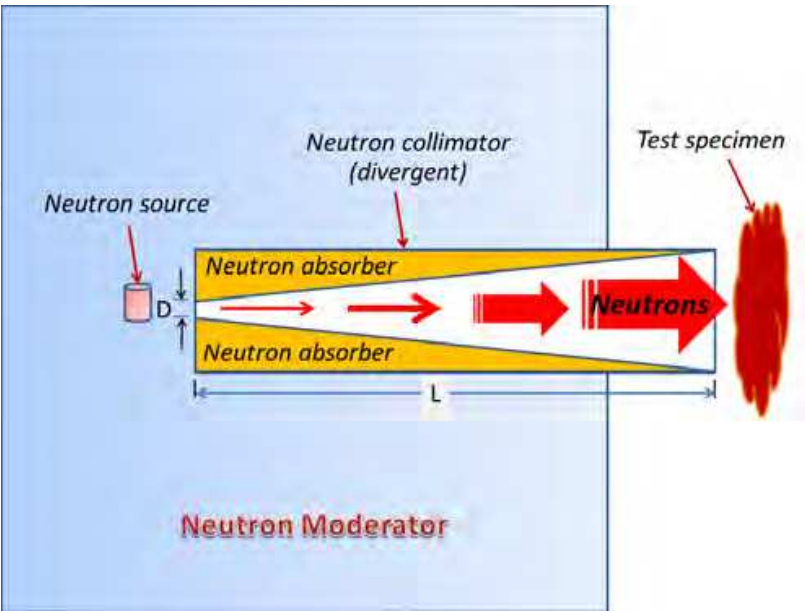 Neutron collimator
(divergent)
Test specimen
Neutron source
Neutron absorber
D
Neutrons
Neutron absorber
L
Neutron Moderator